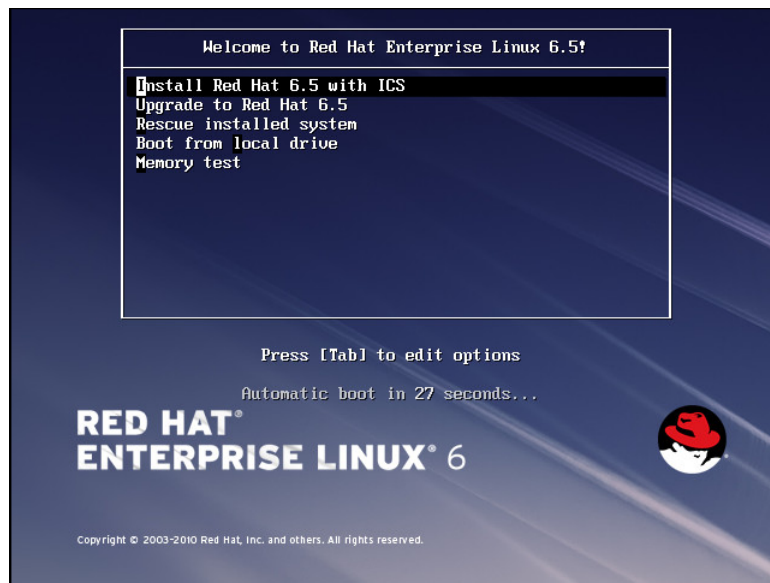 Welcome to Red Hat Enterprise Linux 6.5!
Install Red Hat 6.5 with ICS
Upgrade to Red Hat 6.5
Rescue installed system
Boot from local drive
Memory test
Press [Tab] to edit options
Automatic boot in 27 seconds...
RED HAT®
ENTERPRISE LINUX® 6
Copyright © 2003-2010 Red Hat, Inc. and others. All rights reserved.